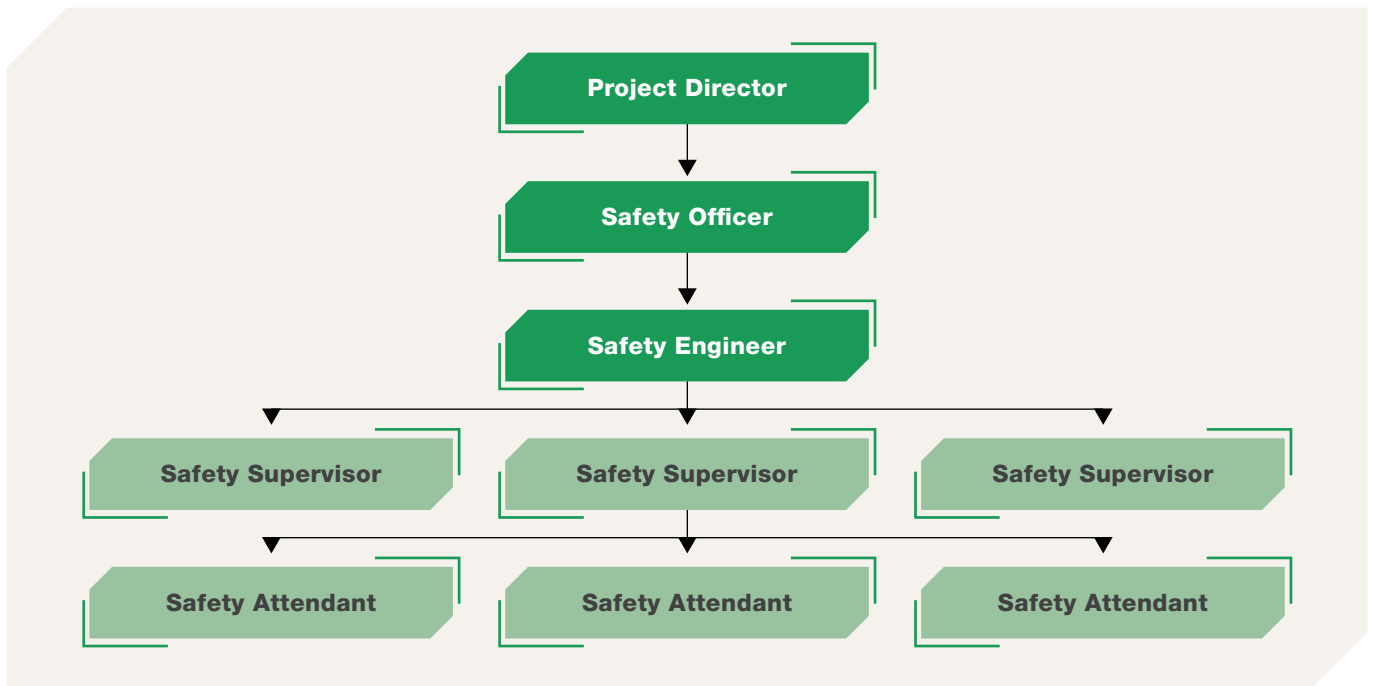 Project Director
Safety Officer
Safety Engineer
Safety Supervisor
Safety Supervisor
Safety Supervisor
Safety Attendant
Safety Attendant
Safety Attendant